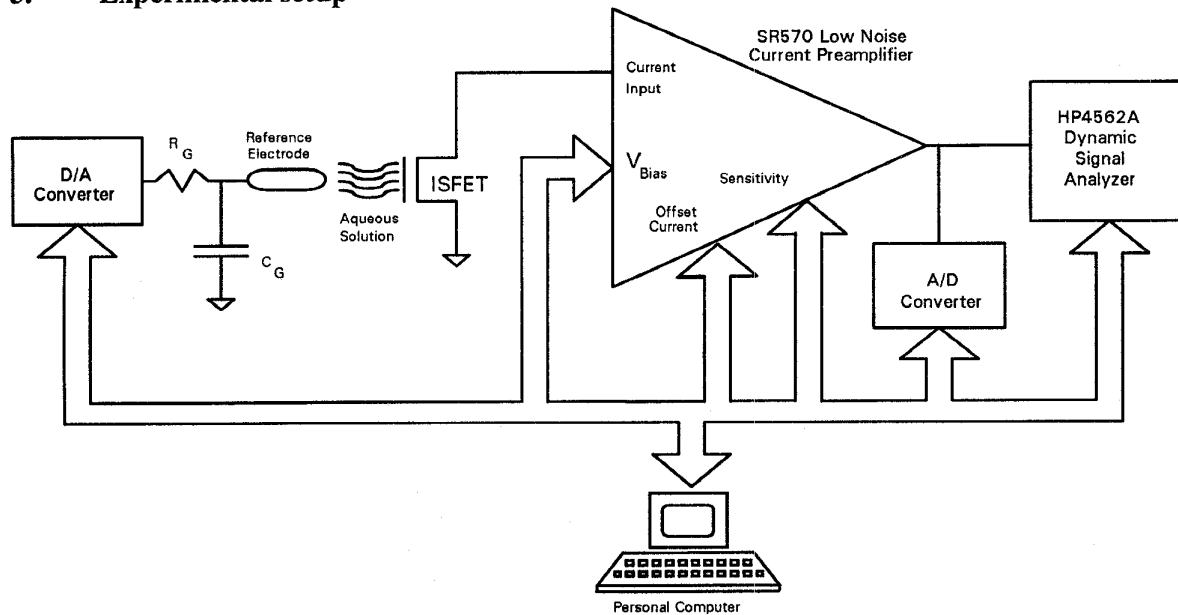 Experimental setup
SR570 Low Noise
Current Preamplifier
Current
Input
HP4562A
Dynamic
Signal
Analyzer
R
G
Reference
Electrode
D/A
Converter
ISFET
V
Bias
Sensitivity
Aqueous
Solution
Offset
Current
C
G
A/D
Converter
Personal Computer